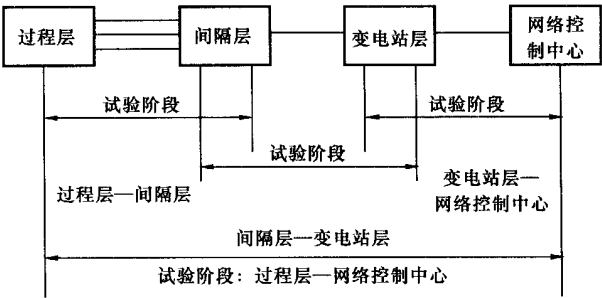 过程层
间隔层
变电站层
网络控
制中心
试验阶段
试验阶段
试验阶段
过程层—间隔层
变电站层—
网络控制中心
间隔层—变电站层
试验阶段：过程层—网络控制中心